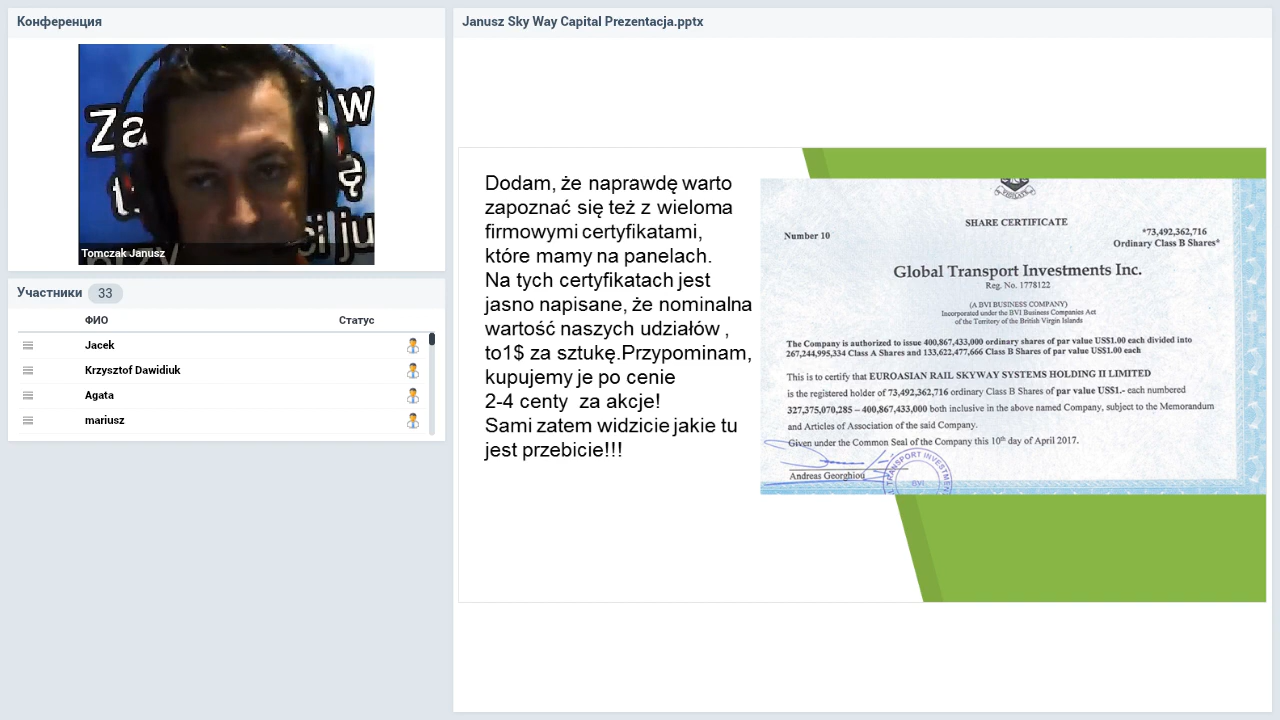 Конференция
Za
w
t
ę
przy
si ju
Tomczak Janusz
Участники 33
ФИО Статус
Jacek
Krzysztof Dawidiuk
Agata
mariusz
Janusz Sky Way Capital Prezentacja.pptx
Dodam, że naprawdę warto
zapoznać się też z wieloma
firmowymi certyfikatami,
które mamy na panelach.
Na tych certyfikatach jest
jasno napisane, że nominalna
wartość naszych udziałów ,
to1$ za sztukę.Przypominam,
kupujemy je po cenie
2-4 centy za akcje!
Sami zatem widzicie jakie tu
jest przebicie!!!
SHARE CERTIFICATE
Number 10
*73,492,362,716
Ordinary Class B Shares*
Global Transport Investments Inc.
Reg. No. 1778122
(A BVI BUSINESS COMPANY)
Incorporated under the BVI Business Companies Act
of the Territory of the British Virgin Islands
The Company is authorized to issue 400,867,433,000 ordinary shares of par value US$1.00 each divided into
267,244,995,334 Class A Shares and 133,622,477,666 Class B Shares of par value US$1.00 each
This is to certify that EUROASIAN RAIL SKYWAY SYSTEMS HOLDING II LIMITED
is the registered holder of 73,492,362,716 ordinary Class B Shares of par value US$1.- each numbered
327,375,070,285 – 400,867,433,000 both inclusive in the above named Company, subject to the Memorandum
and Articles of Association of the said Company.
Given under the Common Seal of the Company this 10th day of April 2017.
Andreas Georghiou
TRANSPORT INVESTMEN
BVI